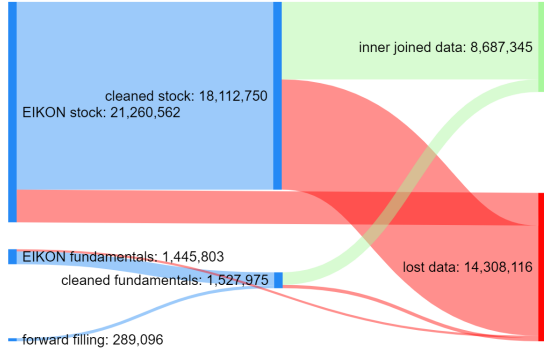 inner joined data: 8,687,345
cleaned stock: 18,112,750
EIKON stock: 21,260,562
EIKON fundamentals: 1,445,803
lost data: 14,308,116
cleaned fundamentals: 1,527,975
forward filling: 289,096